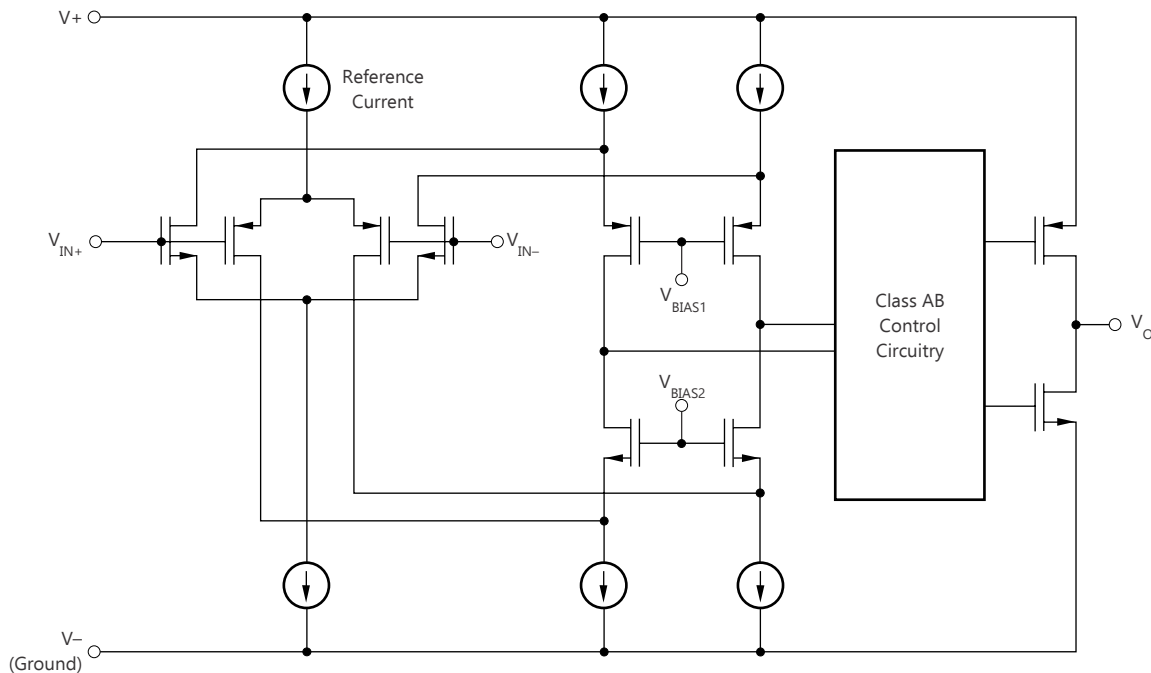 V+
Reference
Current
V_IN+
V_IN–
V_BIAS1
V_BIAS2
Class AB
Control
Circuitry
V_O
V–
(Ground)